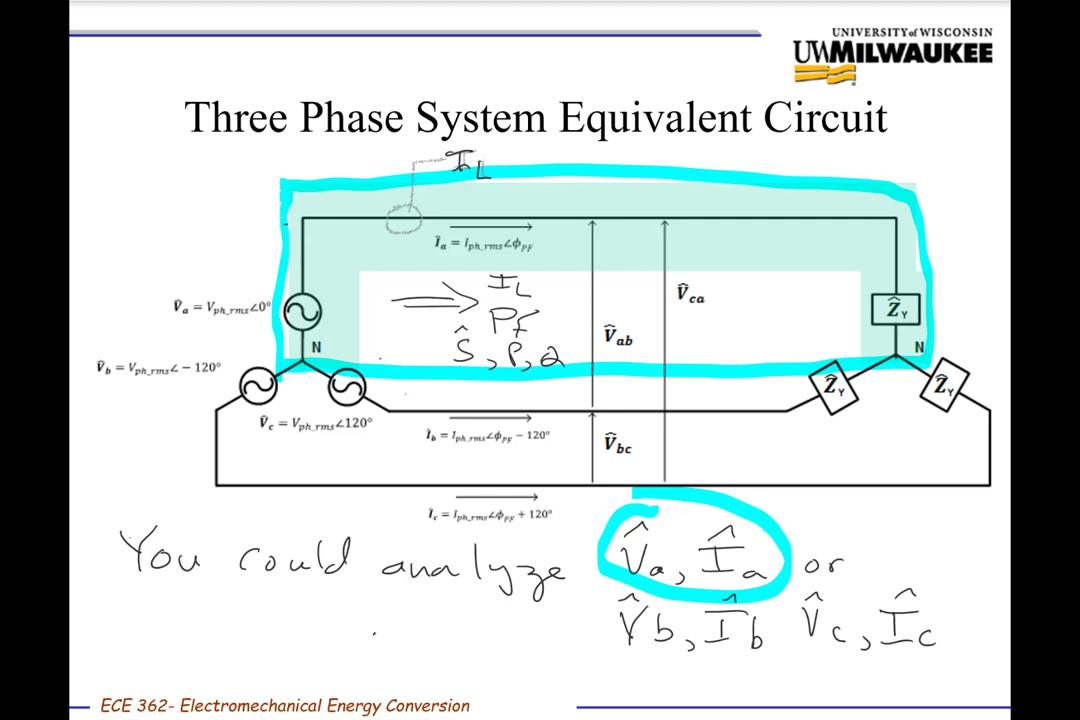 UNIVERSITY of WISCONSIN
UWMILWAUKEE
Three Phase System Equivalent Circuit
I_L
Î_a = I_ph_rms∠ϕ_PF
V̂_a = V_ph_rms∠0°
I_L
V̂_ca
Ẑ_Y
Pf
N
V̂_ab
N
Ŝ, P, Q
V̂_b = V_ph_rms∠ − 120°
Ẑ_Y
Ẑ_Y
V̂_c = V_ph_rms∠120°
Î_b = I_ph_rms∠ϕ_PF − 120°
V̂_bc
Î_c = I_ph_rms∠ϕ_PF + 120°
You could analyze V̂a, Îa or
V̂b, Îb V̂c, Îc
ECE 362- Electromechanical Energy Conversion